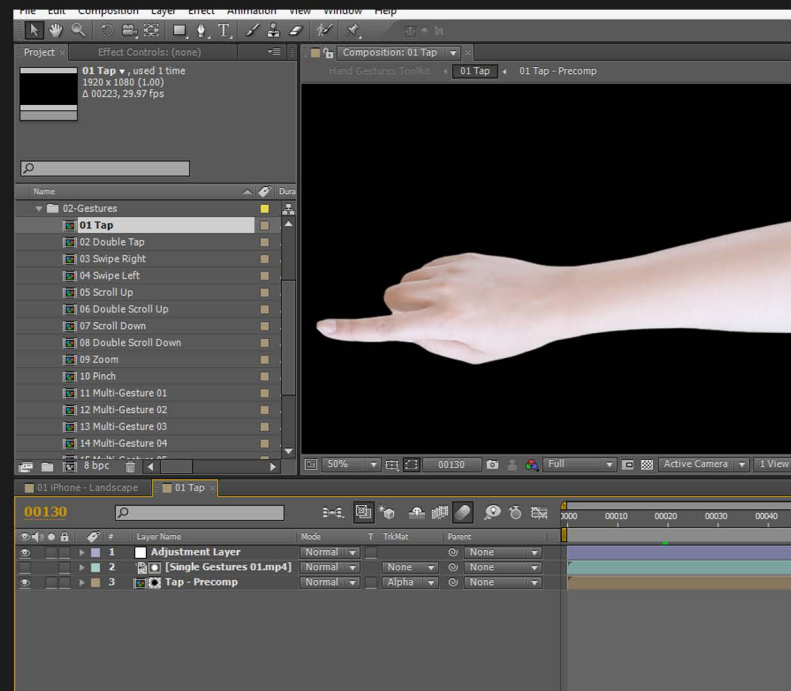 File Edit Composition Layer Effect Animation View Window Help
Project × Effect Controls: (none)
Composition: 01 Tap
01 Tap , used 1 time
1920 x 1080 (1.00)
Δ 00223, 29.97 fps
Hand Gestures Toolkit 01 Tap 01 Tap - Precomp
Name Dura
02-Gestures
01 Tap
02 Double Tap
03 Swipe Right
04 Swipe Left
05 Scroll Up
06 Double Scroll Up
07 Scroll Down
08 Double Scroll Down
09 Zoom
10 Pinch
11 Multi-Gesture 01
12 Multi-Gesture 02
13 Multi-Gesture 03
14 Multi-Gesture 04
15 Multi-Gesture 05
8 bpc
50% 00130 Full Active Camera 1 View
01 iPhone - Landscape 01 Tap
00130
0000 00010 00020 00030 00040
# Layer Name Mode T TrkMat Parent
1 Adjustment Layer Normal None
2 [Single Gestures 01.mp4] Normal None None
3 Tap - Precomp Normal Alpha None